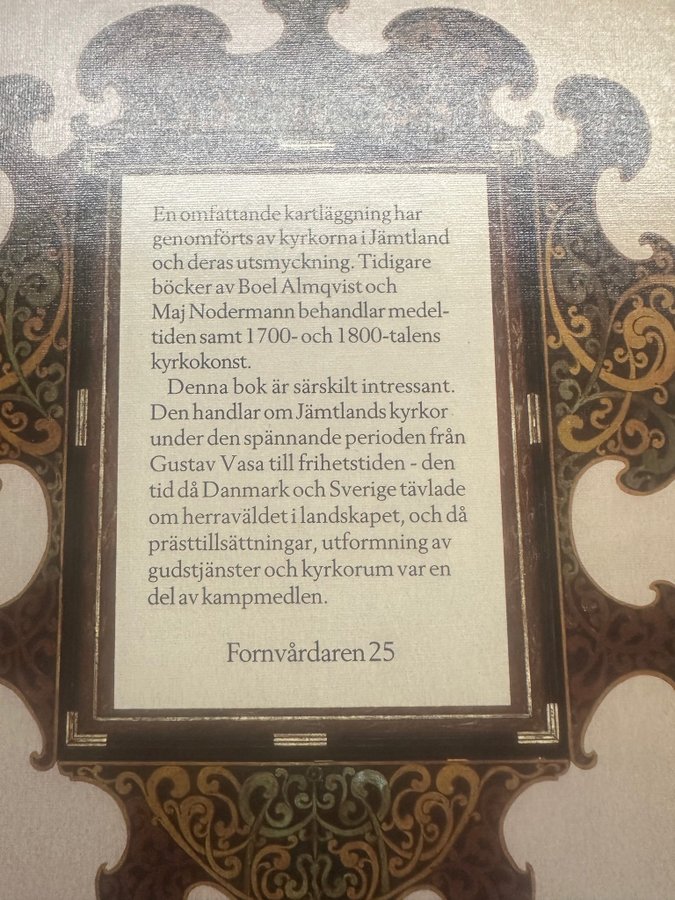 En omfattande kartläggning har
genomförts av kyrkorna i Jämtland
och deras utsmyckning. Tidigare
böcker av Boel Almqvist och
Maj Nodermann behandlar medel-
tiden samt 1700- och 1800-talens
kyrkokonst.
Denna bok är särskilt intressant.
Den handlar om Jämtlands kyrkor
under den spännande perioden från
Gustav Vasa till frihetstiden - den
tid då Danmark och Sverige tävlade
om herraväldet i landskapet, och då
prästtillsättningar, utformning av
gudstjänster och kyrkorum var en
del av kampmedlen.
Fornvårdaren 25